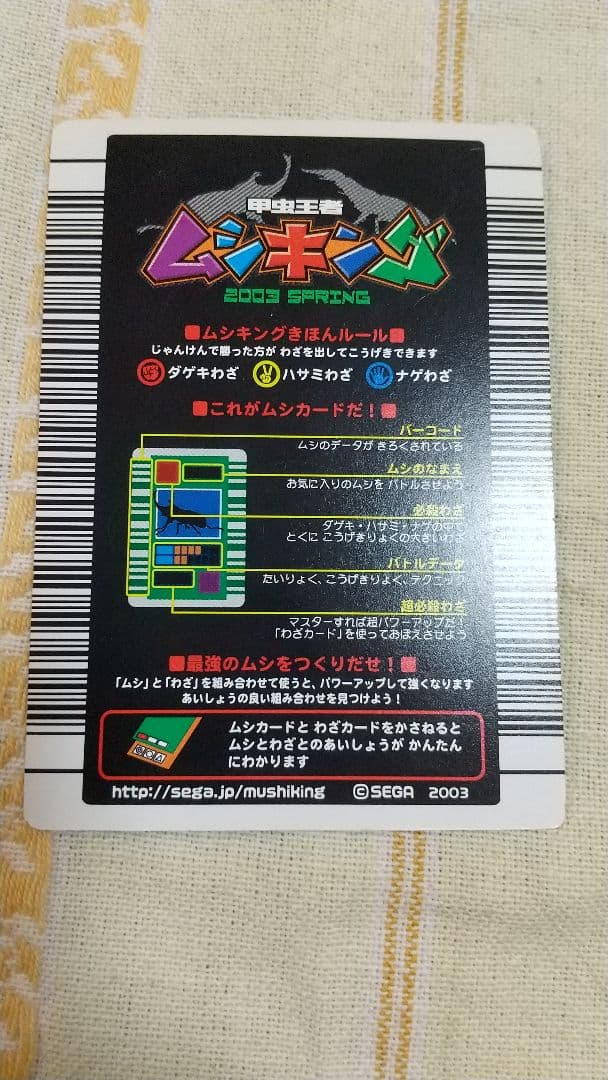 甲虫王者
ムシキング
2003 SPRING
ムシキングきほんルール
じゃんけんで勝った方が わざを出してこうげきできます
ダゲキわざ ハサミわざ ナゲわざ
これがムシカードだ！
バーコード
ムシのデータが きろくされている
ムシのなまえ
お気に入りのムシを バトルさせよう
必殺わざ
ダゲキ・ハサミ・ナゲの中で
とくに こうげきりょくの大きいわざ
バトルデータ
たいりょく、こうげきりょく、テクニック
超必殺わざ
マスターすれば超パワーアップだ！
「わざカード」を使っておぼえさせよう
最強のムシをつくりだせ！
「ムシ」と「わざ」を組み合わせて使うと、パワーアップして強くなります
あいしょうの良い組み合わせを見つけよう！
ムシカードと わざカードをかさねると
ムシとわざとのあいしょうが かんたん
にわかります
http://sega.jp/mushiking ©SEGA 2003